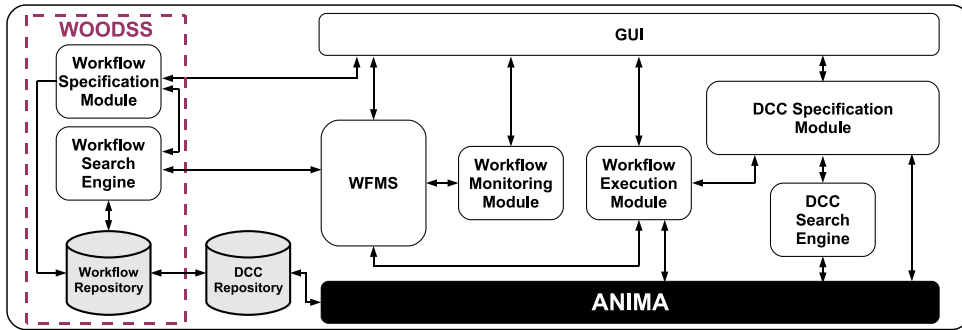 WOODSS
GUI
Workflow
Specification
Module
DCC Specification
Module
Workflow
Search
Engine
WFMS
Workflow
Monitoring
Module
Workflow
Execution
Module
DCC
Search
Engine
Workflow
Repository
DCC
Repository
ANIMA